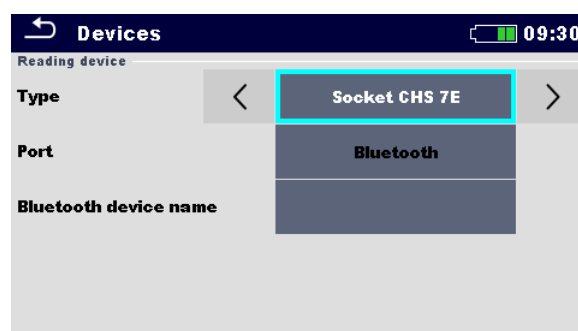 Devices 09:30
Reading device
Type Socket CHS 7E
Port Bluetooth
Bluetooth device name